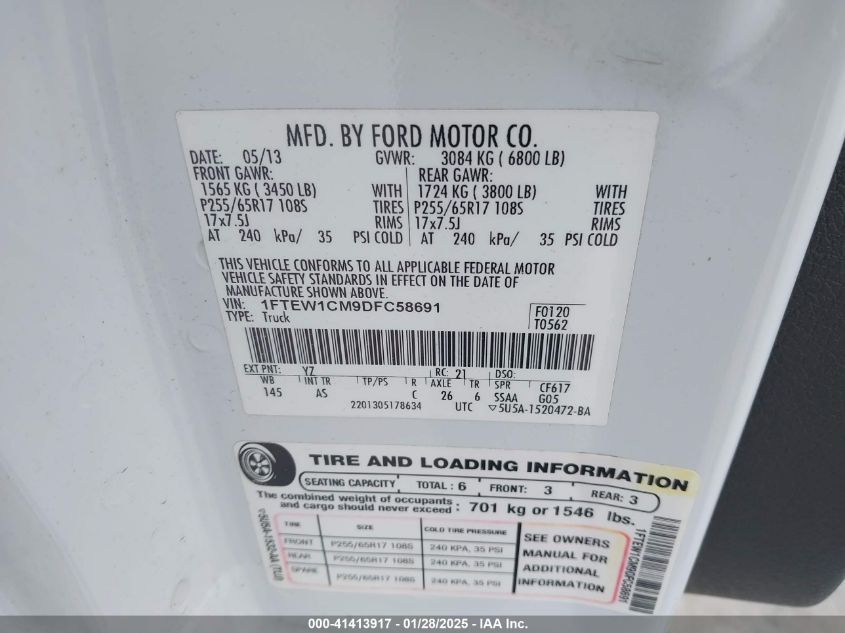 MFD. BY FORD MOTOR CO.
DATE: 05/13 GVWR: 3084 KG ( 6800 LB)
FRONT GAWR: REAR GAWR:
1565 KG ( 3450 LB) WITH 1724 KG ( 3800 LB) WITH
P255/65R17 108S TIRES P255/65R17 108S TIRES
17x7.5J RIMS 17x7.5J RIMS
AT 240 kPa/ 35 PSI COLD AT 240 kPa/ 35 PSI COLD
THIS VEHICLE CONFORMS TO ALL APPLICABLE FEDERAL MOTOR
VEHICLE SAFETY STANDARDS IN EFFECT ON THE DATE OF
MANUFACTURE SHOWN ABOVE.
VIN: 1FTEW1CM9DFC58691 F0120
TYPE: Truck T0562
EXT PNT: YZ RC: 21 DSO:
WB INT TR TP/PS R AXLE TR SPR CF617
145 AS C 26 6 SSAA G05
2201305178634 UTC ▽5U5A-1520472-BA
TIRE AND LOADING INFORMATION
SEATING CAPACITY TOTAL : 6 FRONT: 3 REAR: 3
The combined weight of occupants
and cargo should never exceed : 701 kg or 1546 lbs.
TIRE SIZE COLD TIRE PRESSURE
FRONT P255/65R17 108S 240 KPA, 35 PSI
REAR P255/65R17 108S 240 KPA, 35 PSI
SPARE P255/65R17 108S 240 KPA, 35 PSI
SEE OWNERS
MANUAL FOR
ADDITIONAL
INFORMATION
1FTEW1CM9DFC58691
000-41413917 - 01/28/2025 - IAA Inc.